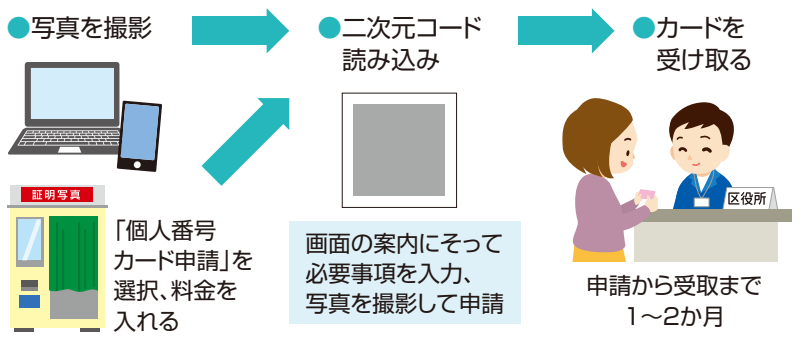 ●写真を撮影
証明写真
「個人番号
カード申請」を
選択、料金を
入れる
●二次元コード
読み込み
画面の案内にそって
必要事項を入力、
写真を撮影して申請
●カードを
受け取る
区役所
申請から受取まで
1〜2か月